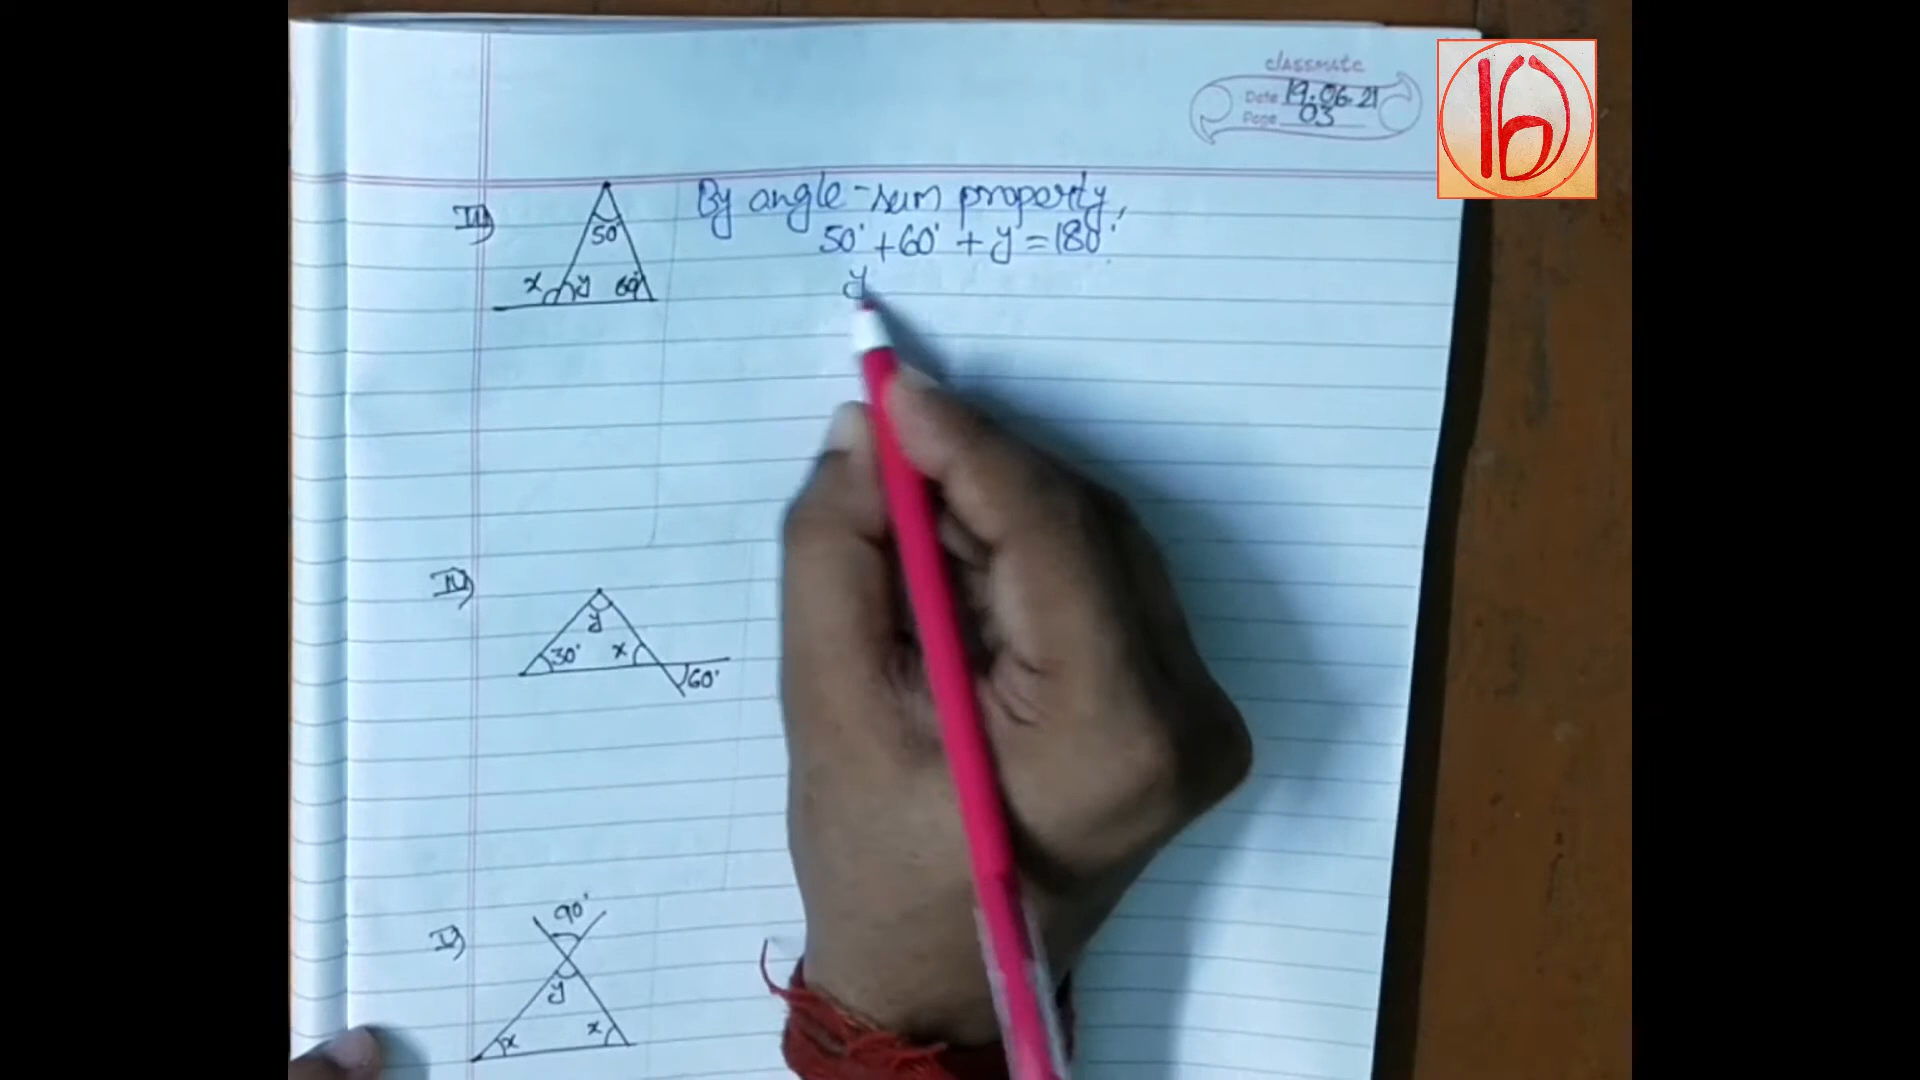 classmate
Date 19.06.21
Page 03
III)
50°
x y 60°
By angle-sum property,
50° + 60° + y = 180°
y
IV)
y
30° x
60°
V)
90°
y
x x